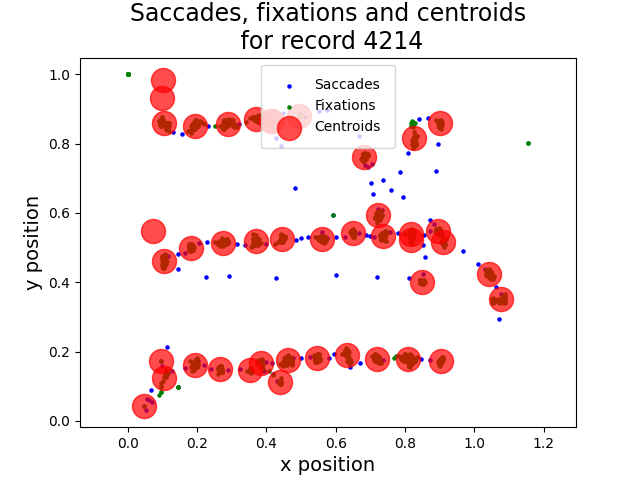 Saccades, fixations and centroids
for record 4214
Saccades
Fixations
Centroids
1.0
0.8
0.6
0.4
0.2
0.0
y position
0.0 0.2 0.4 0.6 0.8 1.0 1.2
x position